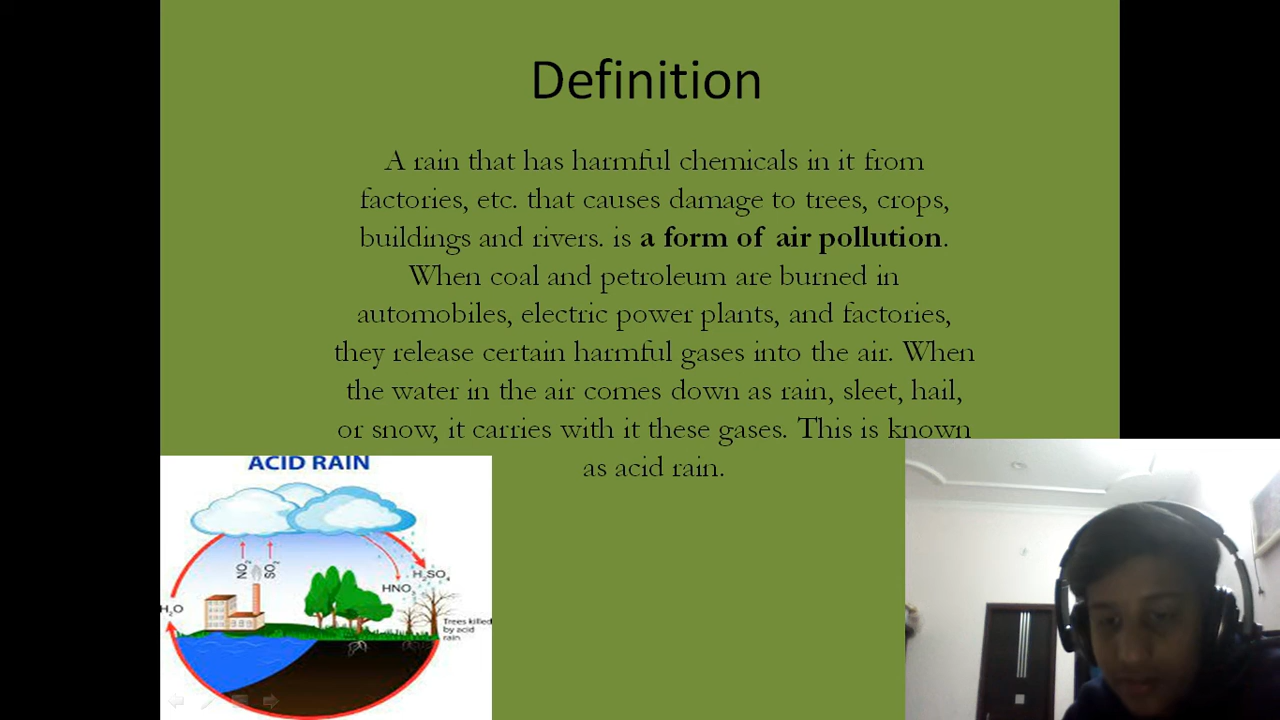 Definition
A rain that has harmful chemicals in it from
factories, etc. that causes damage to trees, crops,
buildings and rivers. is a form of air pollution.
When coal and petroleum are burned in
automobiles, electric power plants, and factories,
they release certain harmful gases into the air. When
the water in the air comes down as rain, sleet, hail,
or snow, it carries with it these gases. This is known
as acid rain.
ACID RAIN
NO2
SO2
H2SO4
HNO3
H2O
Trees killed
by acid
rain